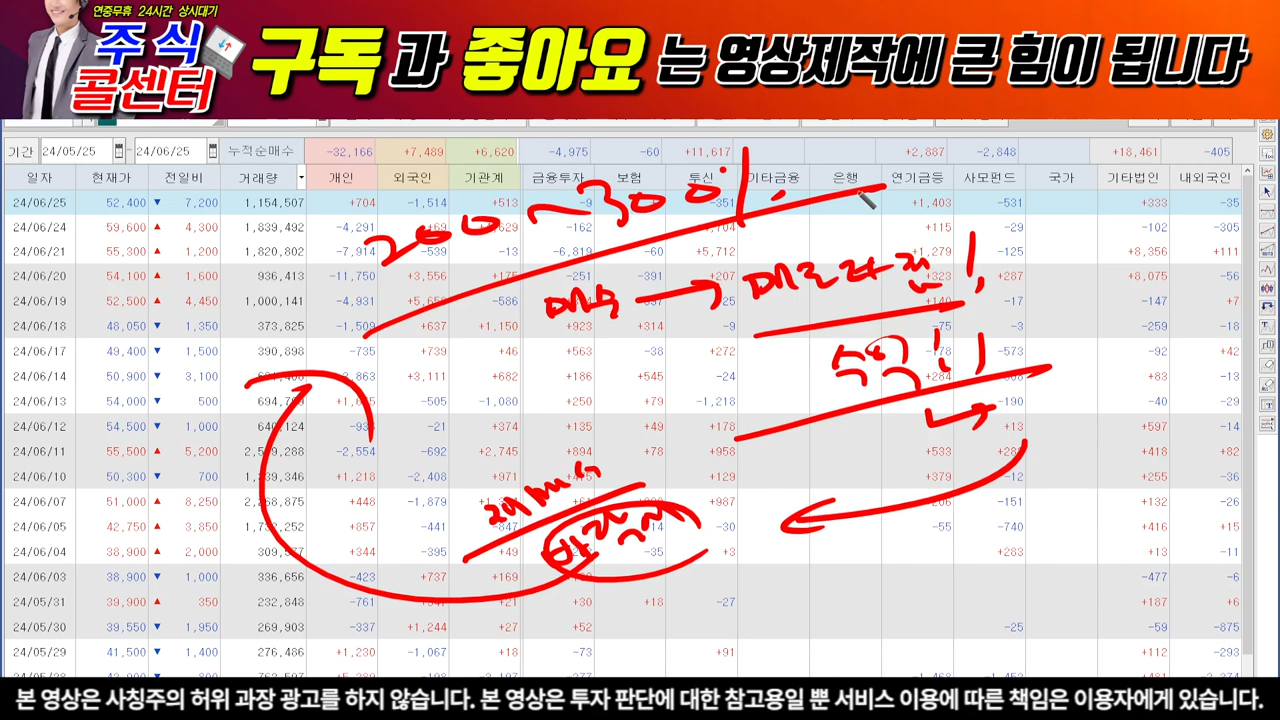 연중무휴 24시간 상시대기
주식
콜센터
구독과 좋아요는 영상제작에 큰 힘이 됩니다
기간 24/05/25 ~ 24/06/25 누적순매수 -32,166 +7,489 +6,620 -4,975 -60 +11,617 +2,887 -2,848 +18,461 -405
일자 현재가 전일비 거래량 개인 외국인 기관계 금융투자 보험 투신 기타금융 은행 연기금등 사모펀드 국가 기타법인 내외국인
24/06/25 52,400 ▼ 7,200 1,154,507 +704 -1,514 +513 -9 -351 +1,403 -531 +333 -35
24/06/24 59,600 ▲ 4,300 1,839,492 -4,291 -162 +115 -29 -102 -305
24/06/21 55,300 ▲ 1,200 1,820,802 -7,914 -539 -13 -6,819 -60 +5,712 +1,279 -125 +8,356 +111
24/06/20 54,100 ▲ 1,600 936,413 -11,750 +3,556 -251 -391 +207 +323 +287 +8,075 -56
24/06/19 52,500 ▲ 4,450 1,000,141 -4,931 -586 +140 -17 -147 +7
24/06/18 48,050 ▼ 1,350 373,825 -1,509 +637 +1,150 +923 +314 -9 -75 -3 -259 -18
24/06/17 49,400 ▼ 1,500 390,898 -735 +739 +46 +563 -38 +272 -573 -92 +42
24/06/14 50,900 ▼ 3,100 +3,111 +682 +186 +545 -24 +284 +83 -13
24/06/13 54,000 ▼ 500 -505 -1,080 +250 +79 -1,218 -190 -40 -29
24/06/12 54,500 ▼ 1,000 -21 +374 +135 +49 +178 +13 +597 -14
24/06/11 55,500 ▲ 5,200 -2,554 -692 +2,745 +894 +78 +958 +533 +418 +82
24/06/10 50,300 ▼ 700 +1,218 -2,408 +971 +129 +379 -12 +255 -36
24/06/07 51,000 ▲ 8,250 +448 -1,879 +987 -151 +132 -26
24/06/05 42,750 ▲ 3,850 +857 -441 -847 -30 -55 -740 +416 +15
24/06/04 38,900 ▲ 2,000 +344 -395 +49 -35 +283 +13 -11
24/06/03 38,900 ▼ 1,000 336,656 -423 +737 +169 -477 -6
24/05/31 39,900 ▲ 350 232,848 -761 +21 +30 +18 -27 +187 +6
24/05/30 39,550 ▼ 1,950 269,903 -337 +1,244 +27 +52 -25 -59 -875
24/05/29 41,500 ▼ 1,400 276,486 +1,230 -1,067 +18 -73 +91 +112 -293
200~300%.
매수 → 매도라전!
수익!!
본 영상은 사칭주의 허위 과장 광고를 하지 않습니다. 본 영상은 투자 판단에 대한 참고용일 뿐 서비스 이용에 따른 책임은 이용자에게 있습니다.